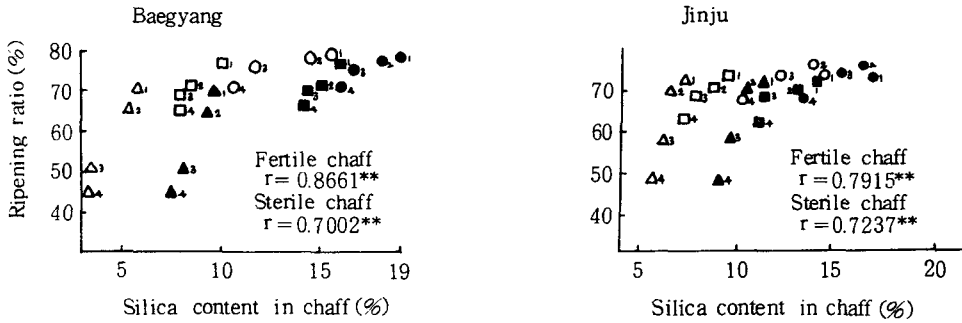 Baegyang
Jinju
Ripening ratio (%)
80
70
60
50
40
Fertile chaff
r = 0.8661**
Sterile chaff
r = 0.7002**
5
10
15
19
Silica content in chaff (%)
70
60
50
40
Fertile chaff
r = 0.7915**
Sterile chaff
r = 0.7237**
5
10
15
20
Silica content in chaff (%)